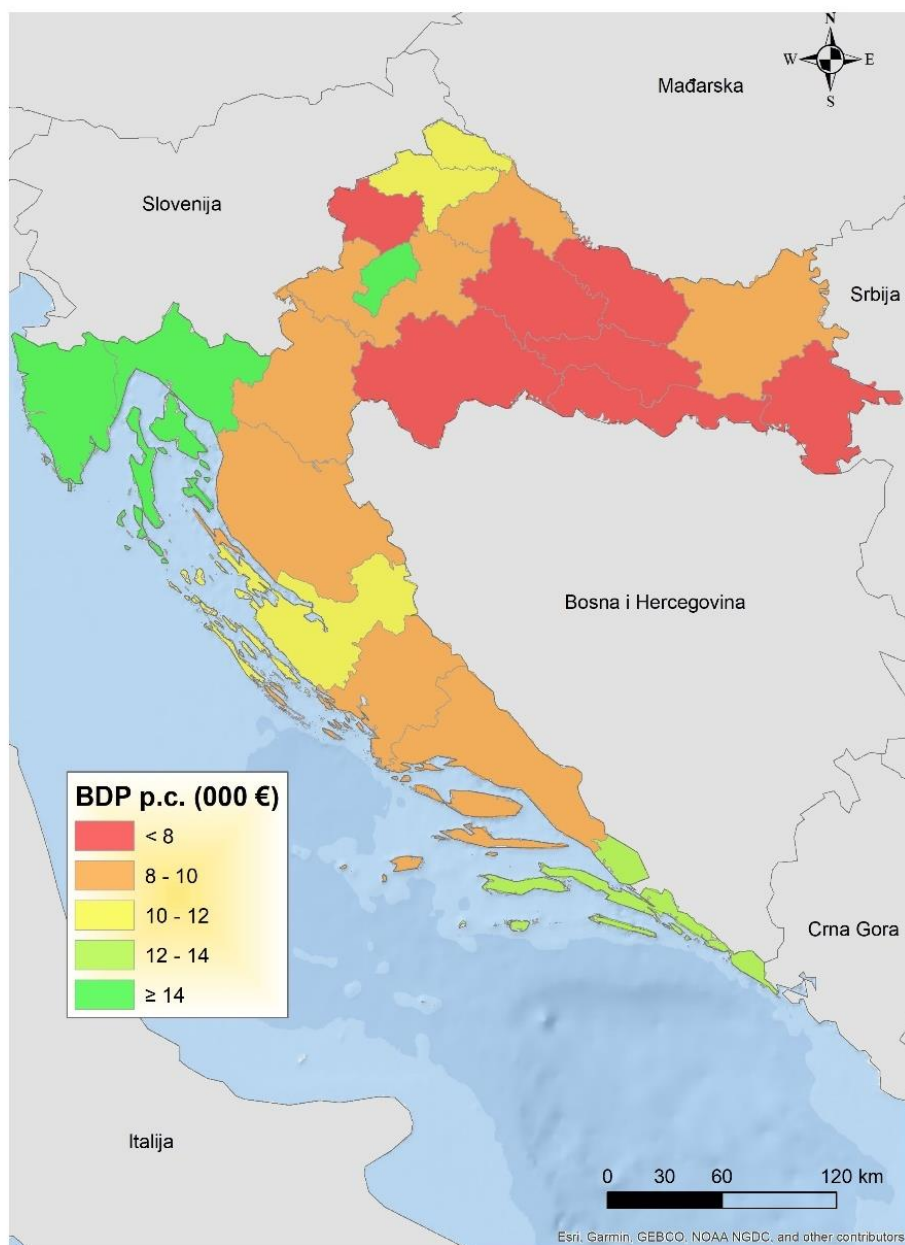 N
W E
S
Mađarska
Slovenija
Srbija
Bosna i Hercegovina
BDP p.c. (000 €)
< 8
8 - 10
10 - 12
12 - 14
≥ 14
Crna Gora
Italija
0 30 60 120 km
Esri, Garmin, GEBCO, NOAA NGDC, and other contributors